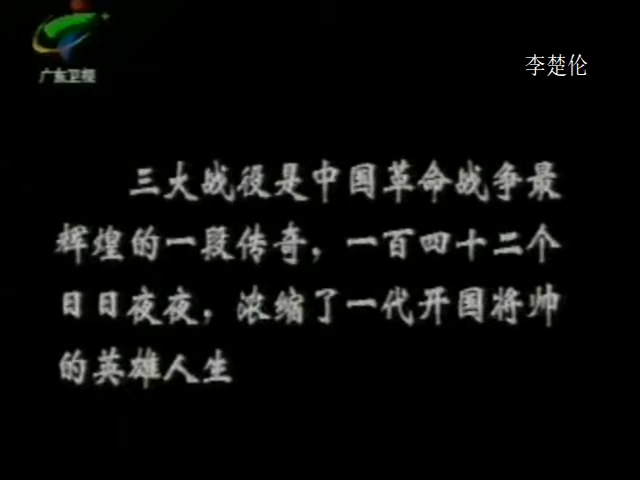 广东卫视
李楚伦
三大战役是中国革命战争最
辉煌的一段传奇，一百四十二个
日日夜夜，浓缩了一代开国将帅
的英雄人生